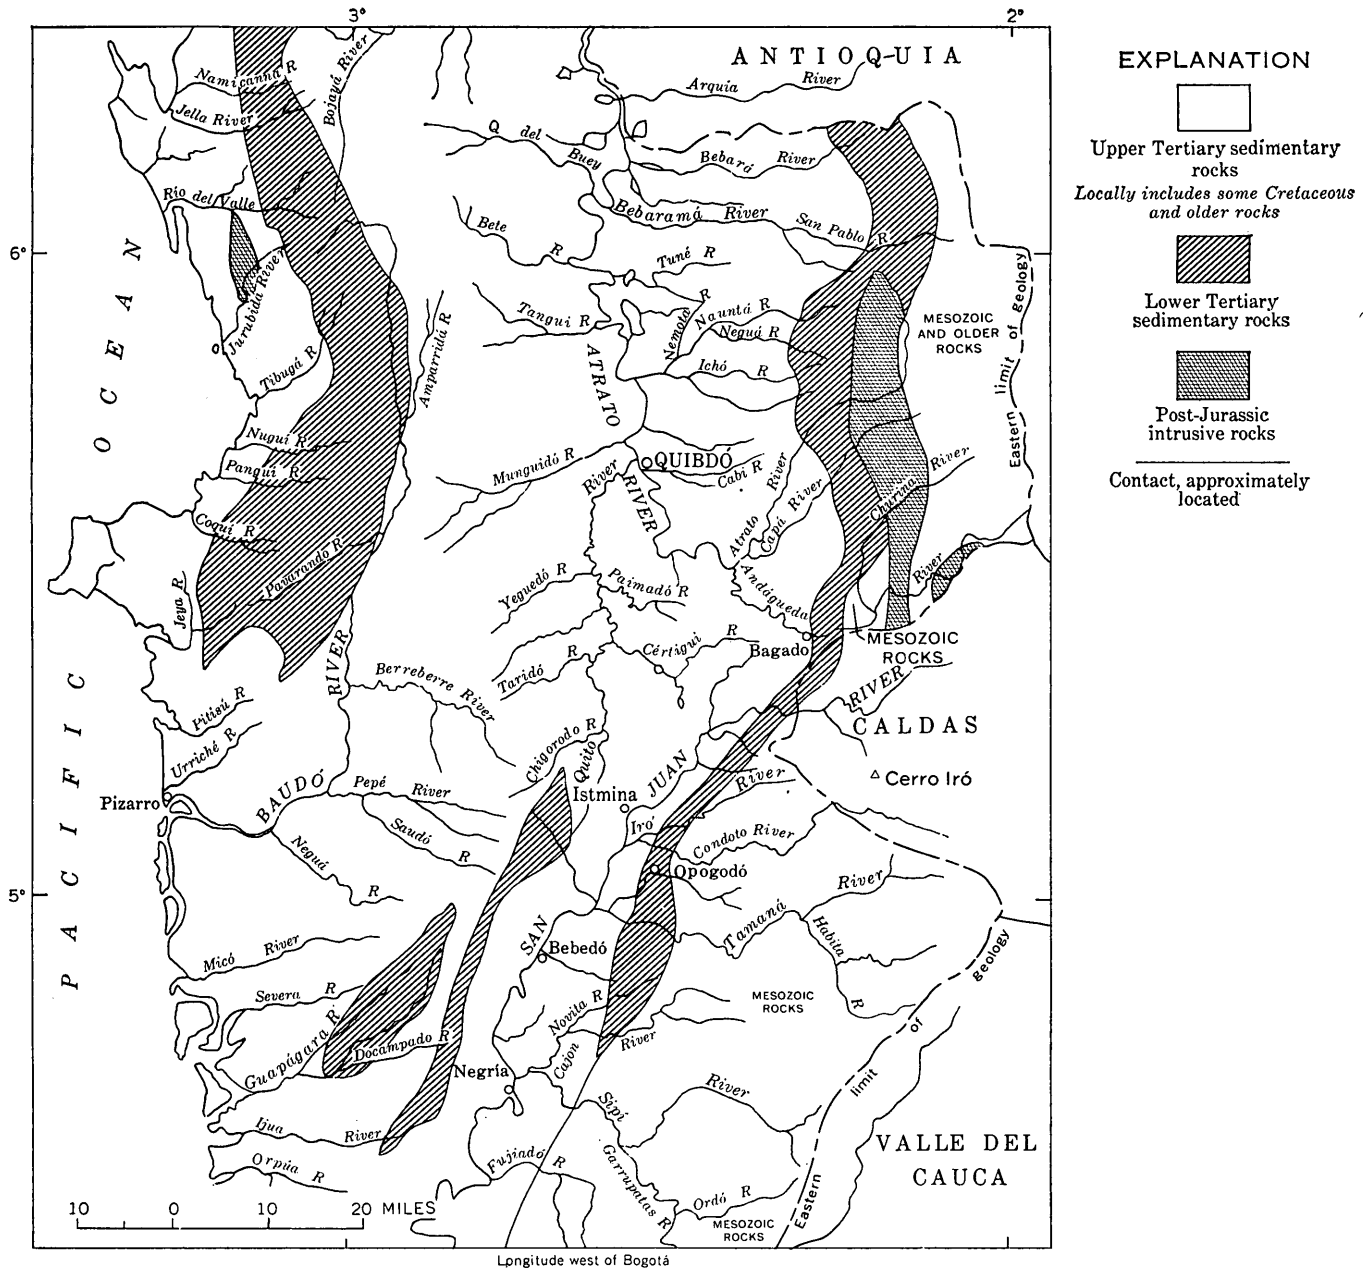 3°
2°
ANTIOQUIA
Namicanná R
Bojayá River
Arquia River
Jella River
Q del Buey
Bebará River
Río del Valle
Bebaramá River
San Pablo R
Bete R
6°
Tuné R
Jurubidá River
Tangui R
Nemotá R
Nauntá R
Neguá R
MESOZOIC
AND OLDER
ROCKS
Eastern limit of geology
Amparridá R
Tibugá R
Ichó R
ATRATO
RIVER
PACIFIC OCEAN
Nuguí R
Panguí R
Munguidó R
QUIBDÓ
Cabi R
River
Atrato River
Capá River
Churina River
Coqui R
Pavarandó R
Jeya R
Yeguedó R
Paimadó R
Andágueda
River
Cértigui R
Bagado
MESOZOIC
ROCKS
Taridó R
Berreberre River
RIVER
Pitisú R
Urriché R
CALDAS
Chigorodo R
Quito
JUAN
RIVER
Cerro Iró
Pizarro
BAUDÓ
Pepé River
Istmina
River
Iró
Saudó R
Condoto River
Neguá R
Opogodó
5°
River
Tamaná
Habita R
SAN
Bebedó
Micó River
Severa R
Novita R
MESOZOIC
ROCKS
Guapágara R
Docampado R
Cajon River
Negría
Sipí River
Eastern limit of geology
Ijua River
Orpúa R
Fujiadó R
Garrupatas R
Ordó R
VALLE DEL
CAUCA
MESOZOIC
ROCKS
10 0 10 20 MILES
Longitude west of Bogotá
EXPLANATION
Upper Tertiary sedimentary
rocks
Locally includes some Cretaceous
and older rocks
Lower Tertiary
sedimentary rocks
Post-Jurassic
intrusive rocks
Contact, approximately
located